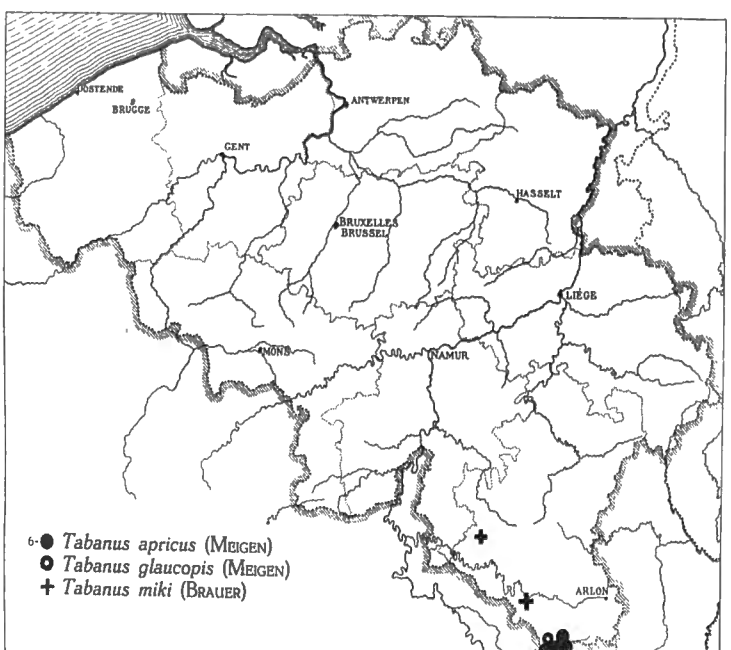 OOSTENDE
BRUGGE
ANTWERPEN
GENT
HASSELT
BRUXELLES
BRUSSEL
LIÉGE
MONS
NAMUR
6- Tabanus apricus (MEIGEN)
Tabanus glaucopis (MEIGEN)
Tabanus miki (BRAUER)
ARLON